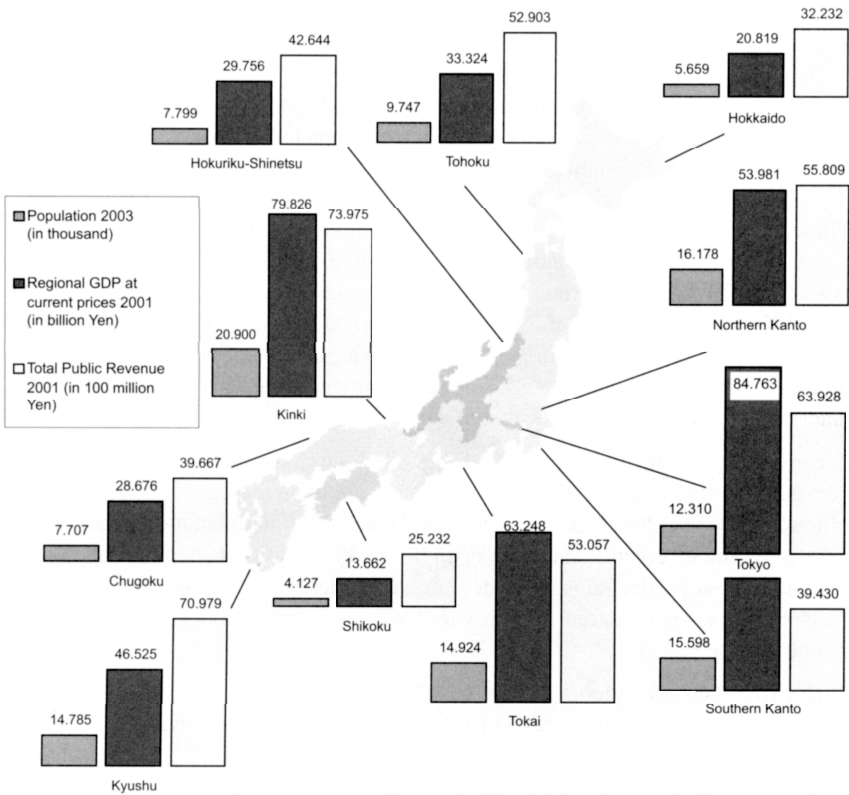 42.644
29.756
7.799
Hokuriku-Shinetsu
52.903
33.324
9.747
Tohoku
32.232
20.819
5.659
Hokkaido
Population 2003
(in thousand)
Regional GDP at
current prices 2001
(in billion Yen)
Total Public Revenue
2001 (in 100 million
Yen)
79.826
73.975
20.900
Kinki
53.981
55.809
16.178
Northern Kanto
84.763
63.928
12.310
Tokyo
39.667
28.676
7.707
Chugoku
25.232
13.662
4.127
Shikoku
63.248
53.057
14.924
Tokai
39.430
15.598
Southern Kanto
70.979
46.525
14.785
Kyushu